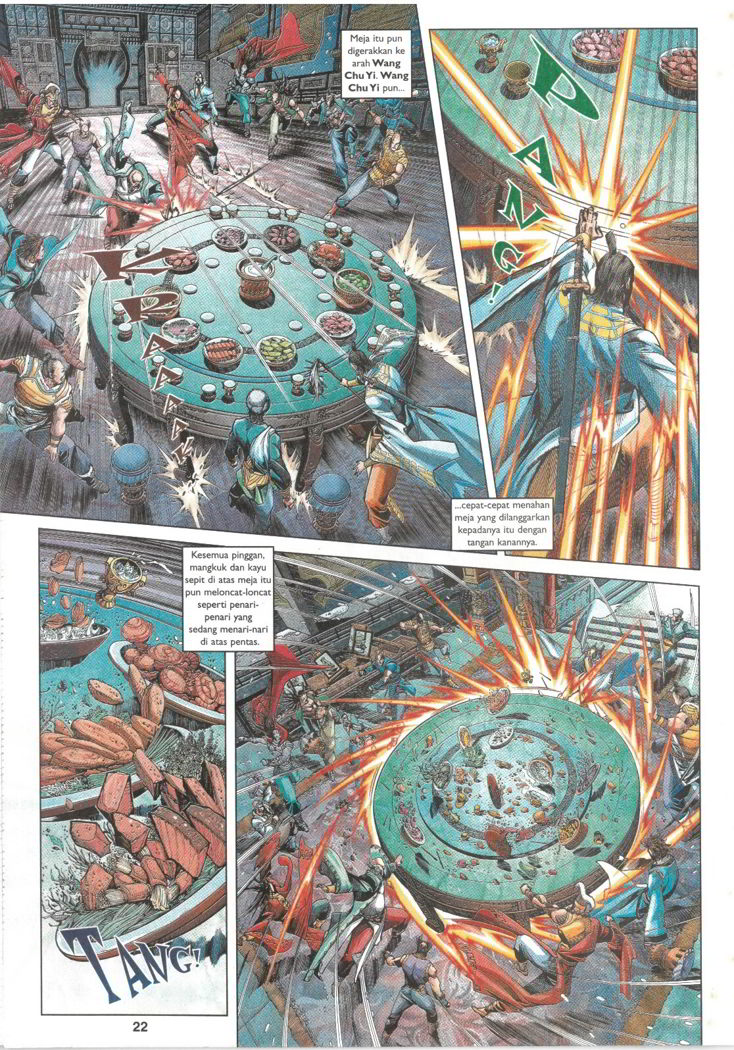 Meja itu pun
digerakkan ke
arah Wang
Chu Yi. Wang
Chu Yi pun...
PANG!
KRAPAPAPAKK
...cepat-cepat menahan
meja yang dilanggarkan
kepadanya itu dengan
tangan kanannya.
Kesemua pinggan,
mangkuk dan kayu
sepit di atas meja itu
pun meloncat-loncat
seperti penari-
penari yang
sedang menari-nari
di atas pentas.
TANG!
22